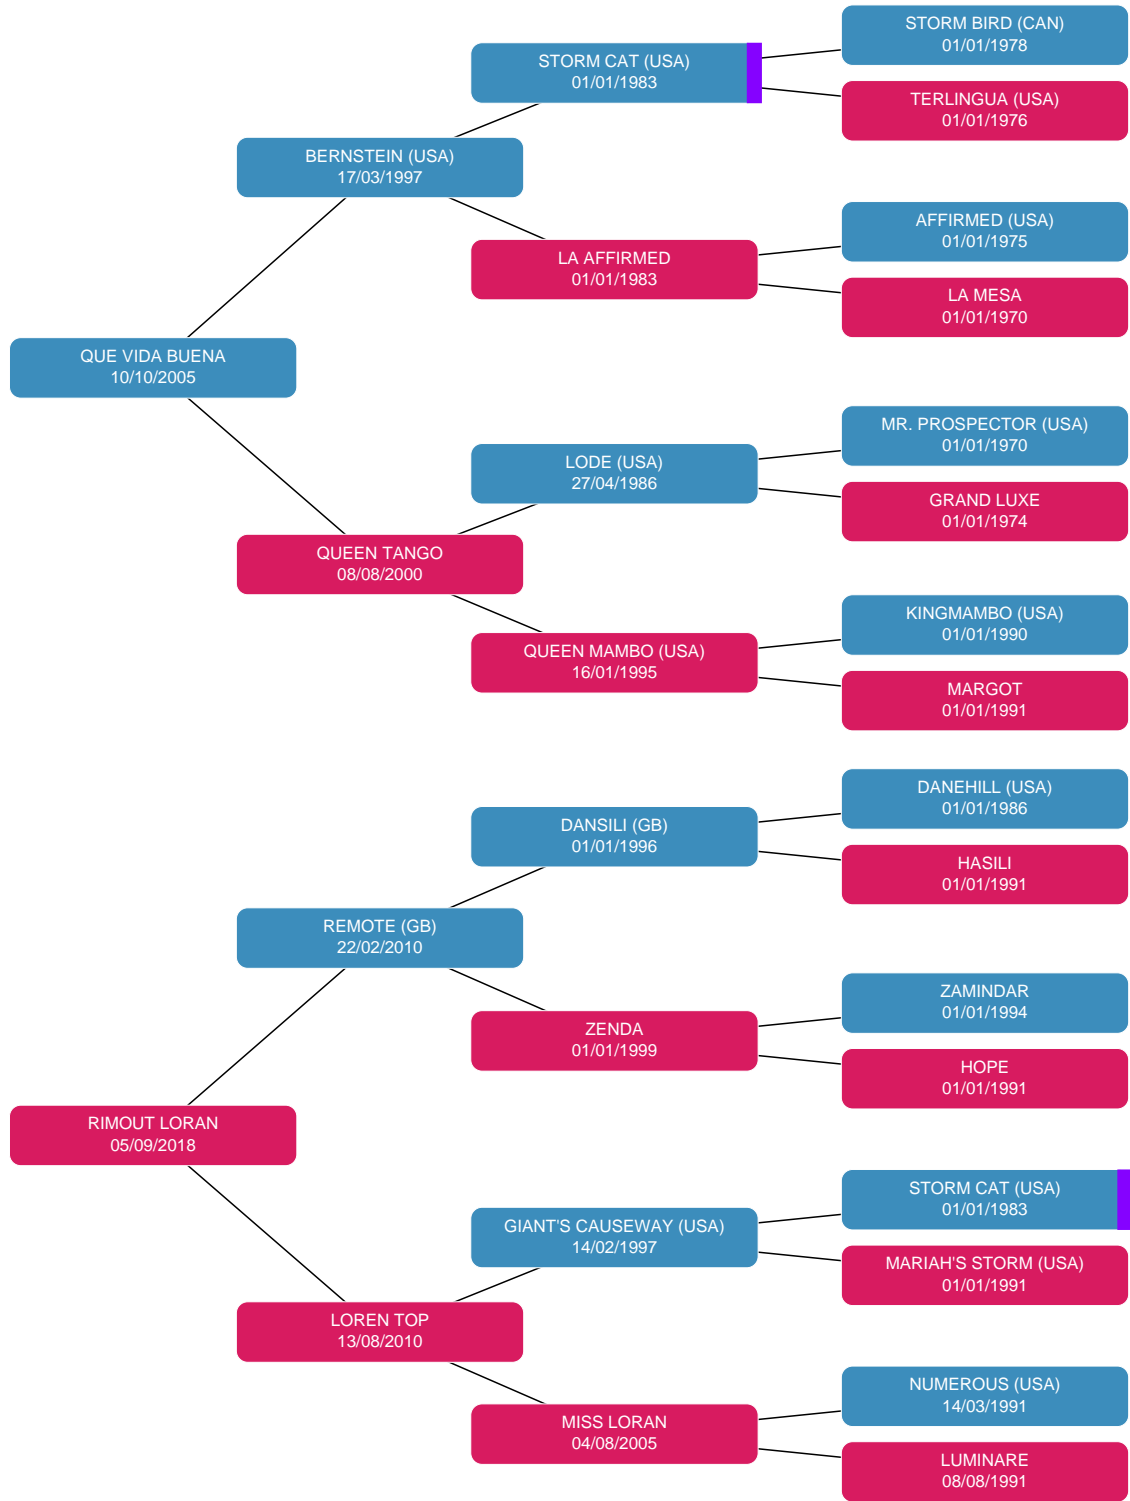 STORM BIRD (CAN)
01/01/1978
STORM CAT (USA)
01/01/1983
TERLINGUA (USA)
01/01/1976
BERNSTEIN (USA)
17/03/1997
AFFIRMED (USA)
01/01/1975
LA AFFIRMED
01/01/1983
LA MESA
01/01/1970
QUE VIDA BUENA
10/10/2005
MR. PROSPECTOR (USA)
01/01/1970
LODE (USA)
27/04/1986
GRAND LUXE
01/01/1974
QUEEN TANGO
08/08/2000
KINGMAMBO (USA)
01/01/1990
QUEEN MAMBO (USA)
16/01/1995
MARGOT
01/01/1991
DANEHILL (USA)
01/01/1986
DANSILI (GB)
01/01/1996
HASILI
01/01/1991
REMOTE (GB)
22/02/2010
ZAMINDAR
01/01/1994
ZENDA
01/01/1999
HOPE
01/01/1991
RIMOUT LORAN
05/09/2018
STORM CAT (USA)
01/01/1983
GIANT'S CAUSEWAY (USA)
14/02/1997
MARIAH'S STORM (USA)
01/01/1991
LOREN TOP
13/08/2010
NUMEROUS (USA)
14/03/1991
MISS LORAN
04/08/2005
LUMINARE
08/08/1991